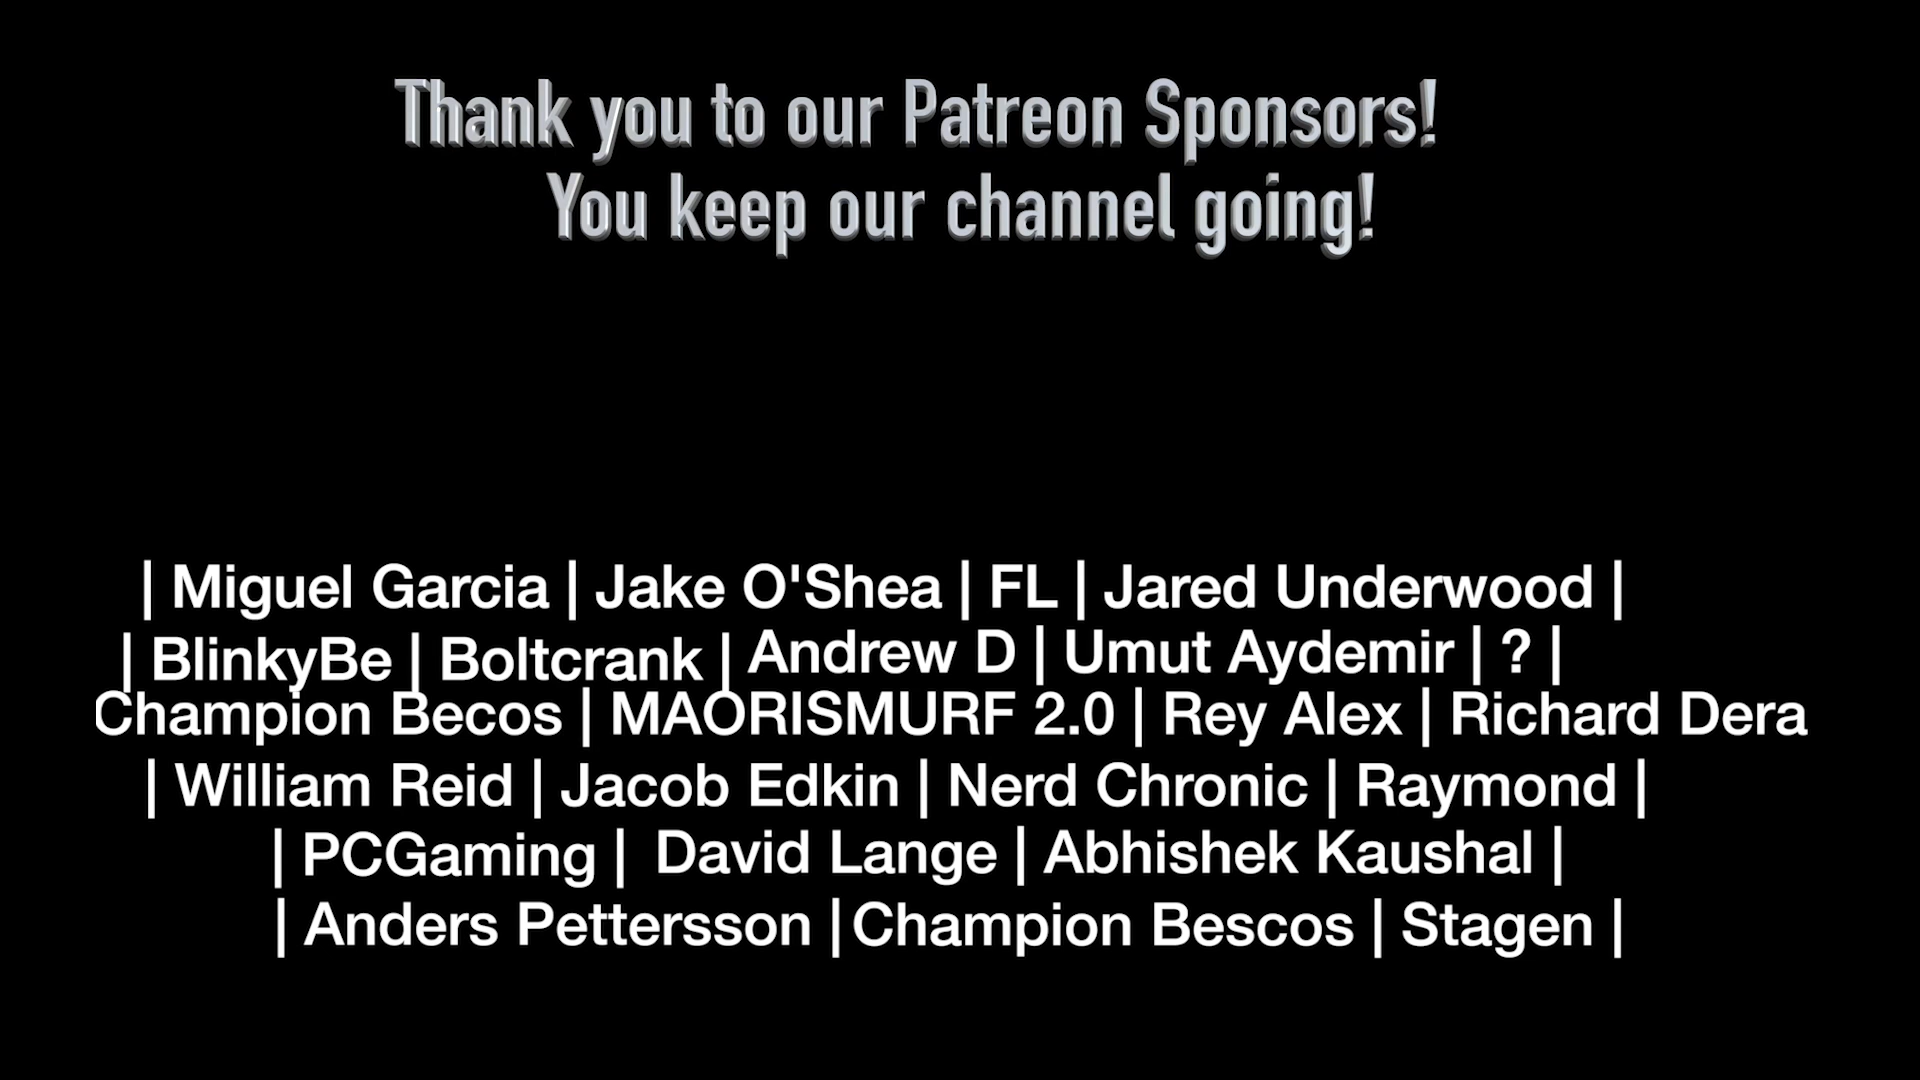 Thank you to our Patreon Sponsors!
You keep our channel going!
| Miguel Garcia | Jake O'Shea | FL | Jared Underwood |
| BlinkyBe | Boltcrank | Andrew D | Umut Aydemir | ? |
Champion Becos | MAORISMURF 2.0 | Rey Alex | Richard Dera
| William Reid | Jacob Edkin | Nerd Chronic | Raymond |
| PCGaming | David Lange | Abhishek Kaushal |
| Anders Pettersson | Champion Bescos | Stagen |